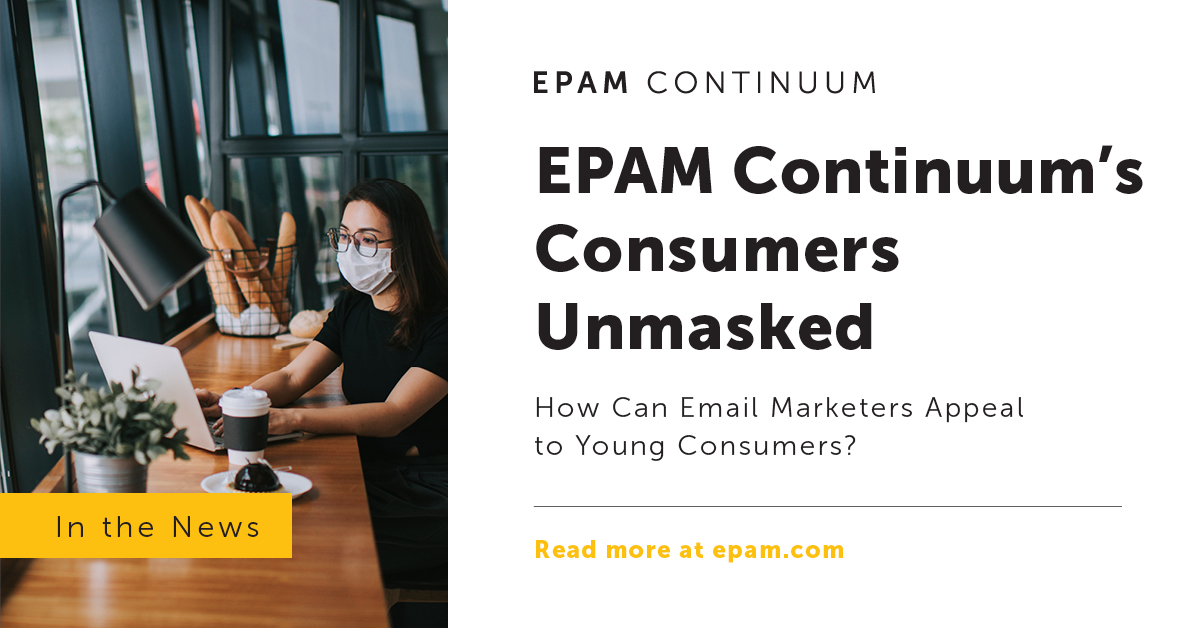 EPAM CONTINUUM
EPAM Continuum’s
Consumers
Unmasked
How Can Email Marketers Appeal
to Young Consumers?
In the News
Read more at epam.com